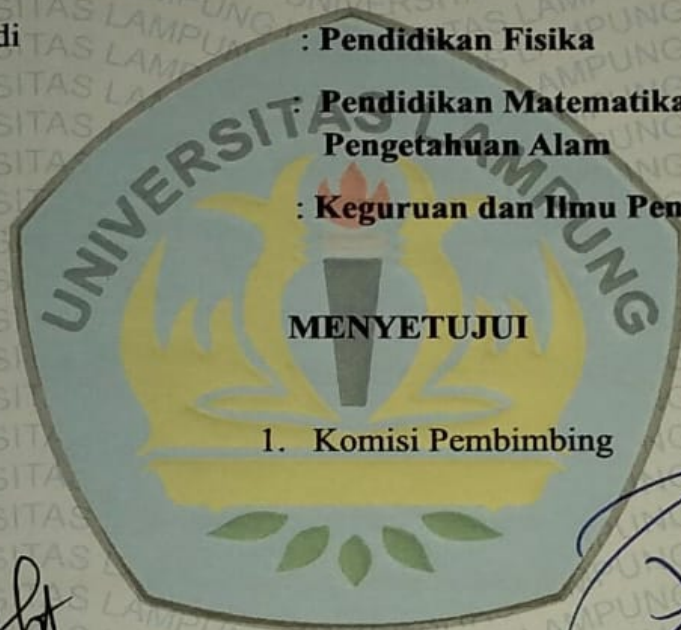 di : Pendidikan Fisika
: Pendidikan Matematika
Pengetahuan Alam
: Keguruan dan Ilmu Pen
UNIVERSITAS LAMPUNG
MENYETUJUI
1. Komisi Pembimbing